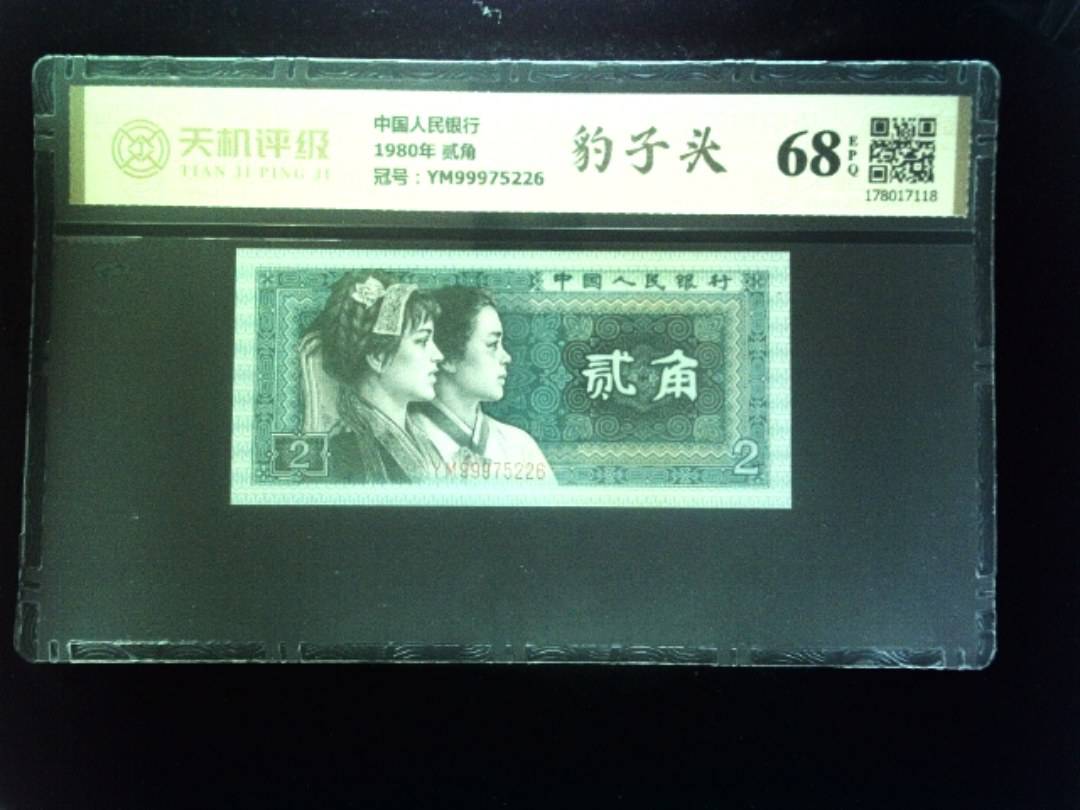 天机评级
TIAN JI PING JI
中国人民银行
1980年 贰角
冠号：YM99975226
豹子头
68
EPQ
178017118
中国人民银行
贰角
2
2
YM99975226